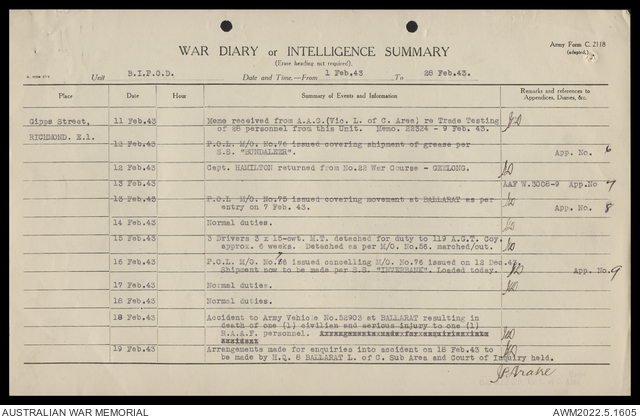 Army Form C. 2118
(adapted.)
WAR DIARY or INTELLIGENCE SUMMARY
(Erase heading not required).
Unit B.I.P.O.D. Date and Time.—From 1 Feb.43 To 28 Feb.43.
Place Date Hour Summary of Events and Information Remarks and references to Appendices, Diaries, &c.
Gipps Street, 11 Feb.43 Memo received from A.A.G.(Vic. L. of C. Area) re Trade Testing
of 28 personnel from this Unit. Memo. 22324 - 9 Feb. 43.
RICHMOND. E.1.
12 Feb.43 P.O.L. M/O. No.76 issued covering shipment of grease per
S.S. "BUNDALEER". App. No. 6
12 Feb.43 Capt. HAMILTON returned from No.22 War Course - GEELONG.
13 Feb.43 AAF W.3008-9 App.No 7
13 Feb.43 P.O.L M/O. No.73 issued covering movement at BALLARAT as per
entry on 7 Feb. 43. App. No. 8
14 Feb.43 Normal duties.
15 Feb.43 3 Drivers 3 x 15-cwt. M.T. detached for duty to 119 A.G.T. Coy.
approx. 6 weeks. Detached as per M/O. No.56. marched/out.
16 Feb.43 P.O.L. M/O. No. issued cancelling M/O. No.76 issued on 12 Dec.42.
Shipment now to be made per S.S. "INVERBANK". Loaded today. App. No. 9
17 Feb.43 Normal duties.
18 Feb.43 Normal duties.
18 Feb.43 Accident to Army Vehicle No.52903 at BALLARAT resulting in
death of one (1) civilian and serious injury to one (1)
R.A.A.F. personnel.
19 Feb.43 Arrangements made for enquiries into accident on 18 Feb.43 to
be made by H.Q. 8 BALLARAT L. of C. Sub Area and Court of Inquiry held.
AUSTRALIAN WAR MEMORIAL
AWM2022.5.1605